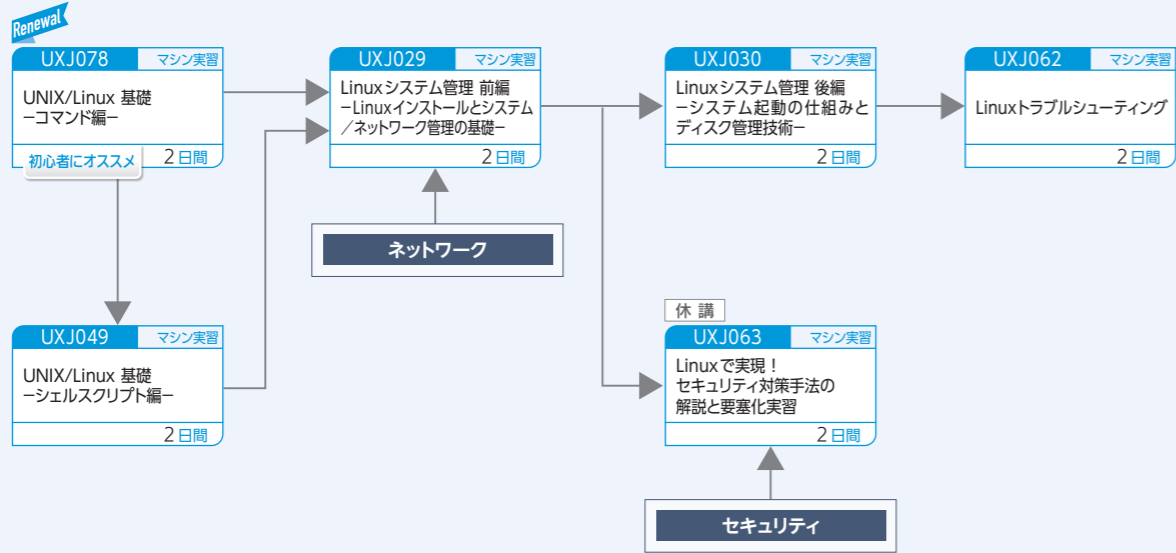 Renewal
UXJ078 マシン実習
UNIX/Linux 基礎
−コマンド編−
初心者にオススメ 2日間
UXJ029 マシン実習
Linuxシステム管理 前編
−Linuxインストールとシステム
／ネットワーク管理の基礎−
2日間
UXJ030 マシン実習
Linuxシステム管理 後編
−システム起動の仕組みと
ディスク管理技術−
2日間
UXJ062 マシン実習
Linuxトラブルシューティング
2日間
ネットワーク
UXJ049 マシン実習
UNIX/Linux 基礎
−シェルスクリプト編−
2日間
休 講
UXJ063 マシン実習
Linuxで実現！
セキュリティ対策手法の
解説と要塞化実習
2日間
セキュリティ